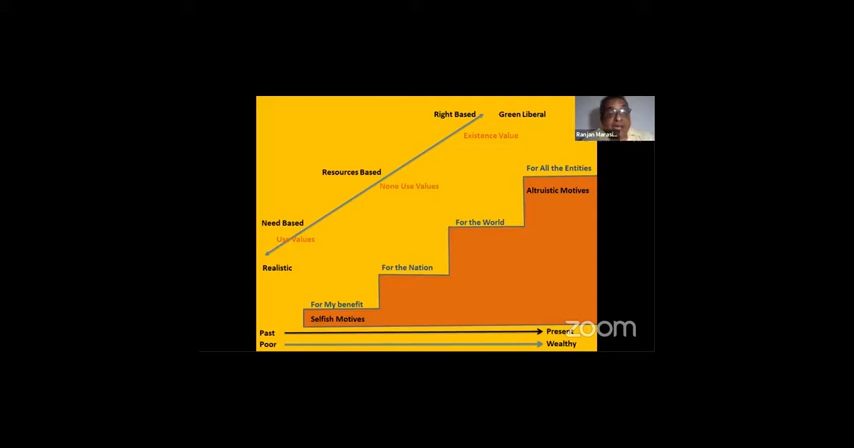 Right Based
Green Liberal
Existence Value
Ranjan Marasi...
For All the Entities
Resources Based
None Use Values
Altruistic Motives
Need Based
For the World
Use Values
Realistic
For the Nation
For My benefit
Selfish Motives
Past
Present
Poor
Wealthy
zoom